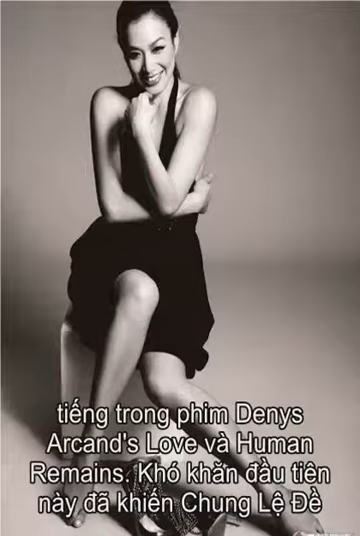 tiếng trong phim Denys
Arcand's Love và Human
Remains. Khó khăn đầu tiên
này đã khiến Chung Lệ Đề